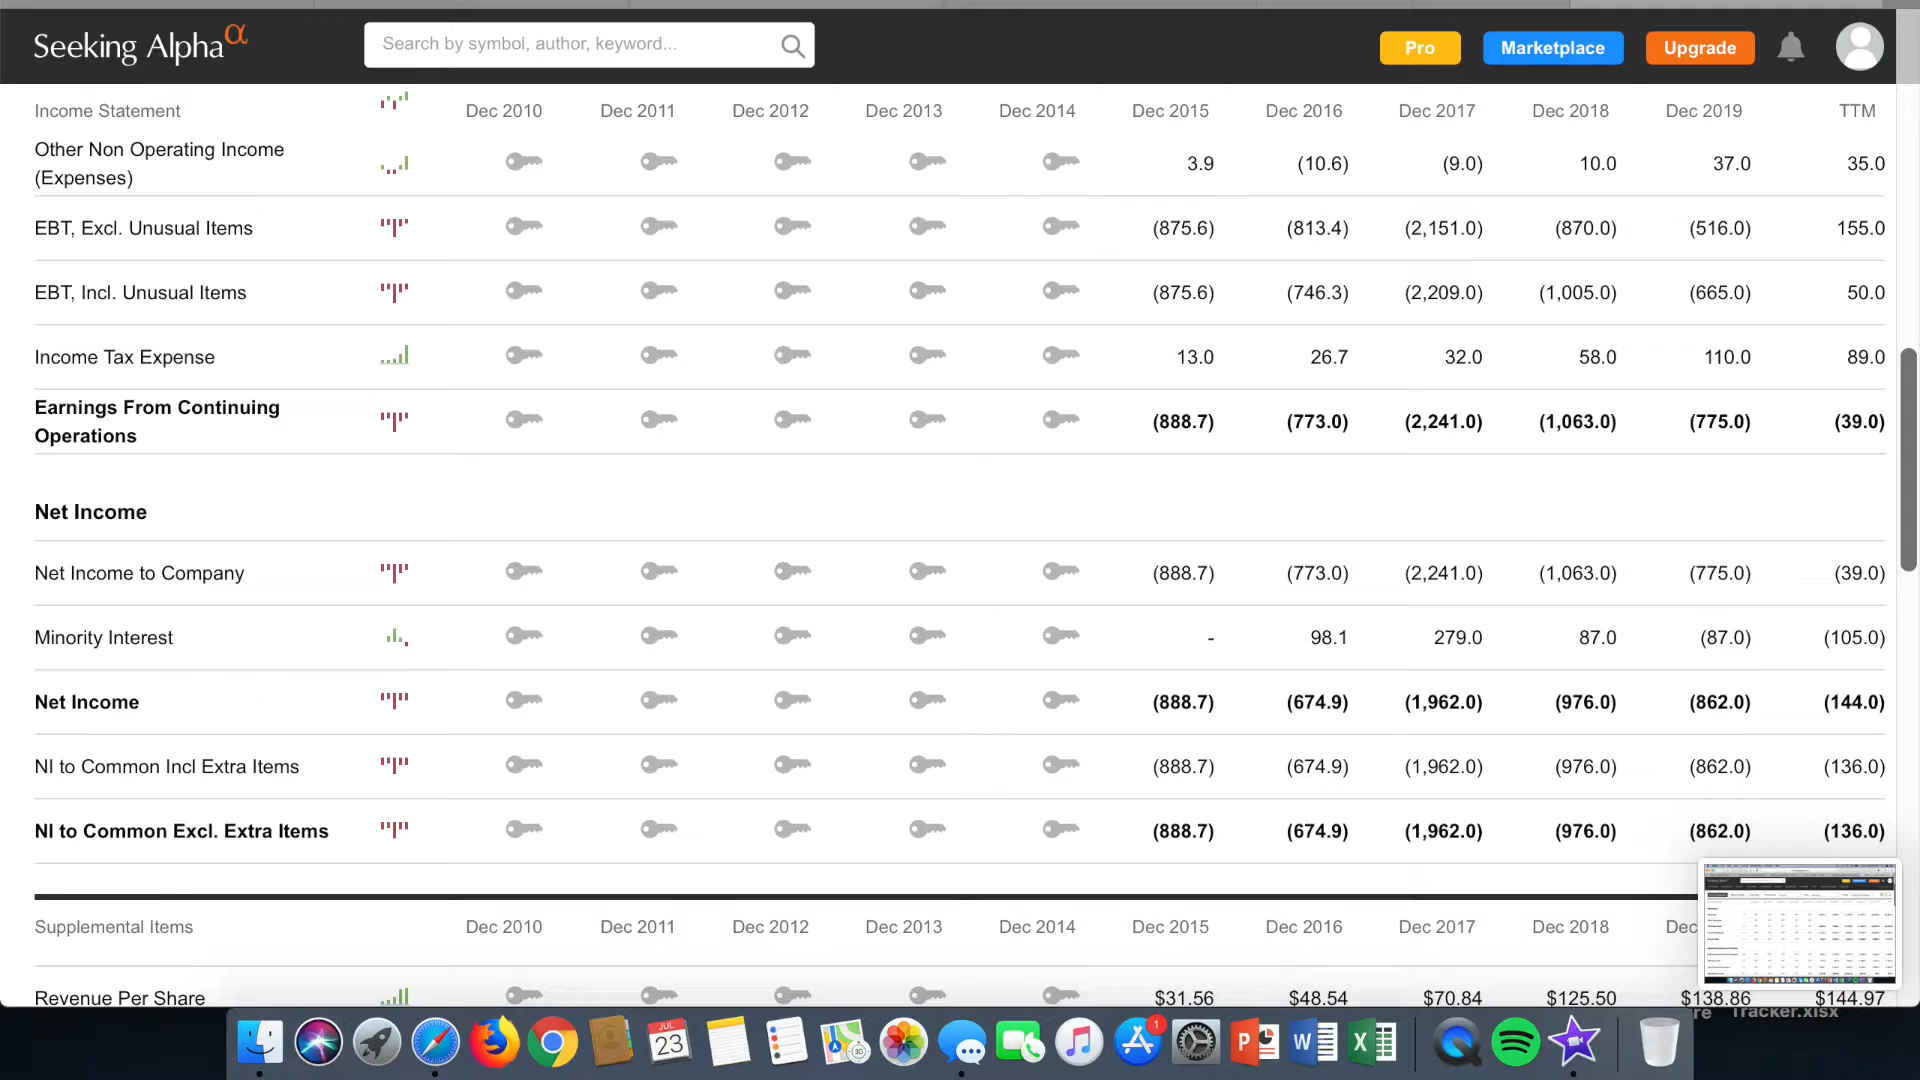 Seeking Alpha α
Search by symbol, author, keyword...
Pro
Marketplace
Upgrade
Income Statement Dec 2010 Dec 2011 Dec 2012 Dec 2013 Dec 2014 Dec 2015 Dec 2016 Dec 2017 Dec 2018 Dec 2019 TTM
Other Non Operating Income
(Expenses) 3.9 (10.6) (9.0) 10.0 37.0 35.0
EBT, Excl. Unusual Items (875.6) (813.4) (2,151.0) (870.0) (516.0) 155.0
EBT, Incl. Unusual Items (875.6) (746.3) (2,209.0) (1,005.0) (665.0) 50.0
Income Tax Expense 13.0 26.7 32.0 58.0 110.0 89.0
Earnings From Continuing
Operations (888.7) (773.0) (2,241.0) (1,063.0) (775.0) (39.0)
Net Income
Net Income to Company (888.7) (773.0) (2,241.0) (1,063.0) (775.0) (39.0)
Minority Interest - 98.1 279.0 87.0 (87.0) (105.0)
Net Income (888.7) (674.9) (1,962.0) (976.0) (862.0) (144.0)
NI to Common Incl Extra Items (888.7) (674.9) (1,962.0) (976.0) (862.0) (136.0)
NI to Common Excl. Extra Items (888.7) (674.9) (1,962.0) (976.0) (862.0) (136.0)
Supplemental Items Dec 2010 Dec 2011 Dec 2012 Dec 2013 Dec 2014 Dec 2015 Dec 2016 Dec 2017 Dec 2018 Dec
Revenue Per Share $31.56 $48.54 $70.84 $125.50 $138.86 $144.97
re Tracker.xlsx
JUL
23
30
1
P
W
X